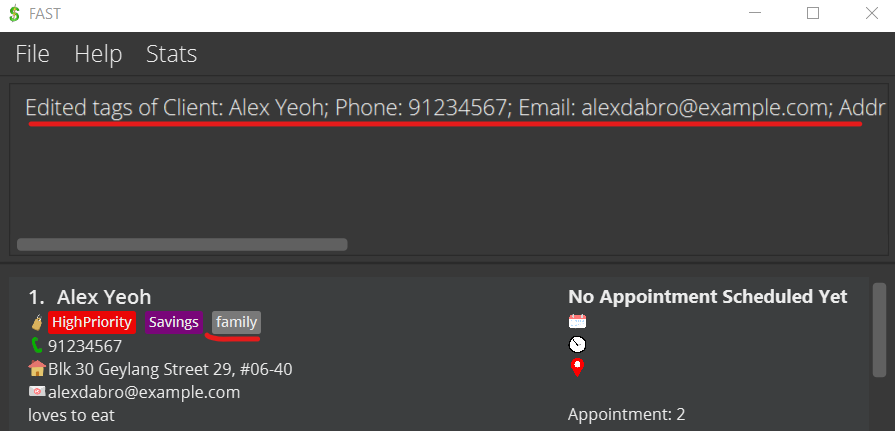 FAST
File Help Stats
Edited tags of Client: Alex Yeoh; Phone: 91234567; Email: alexdabro@example.com; Addr
1. Alex Yeoh
HighPriority Savings family
91234567
Blk 30 Geylang Street 29, #06-40
alexdabro@example.com
loves to eat
No Appointment Scheduled Yet
Appointment: 2